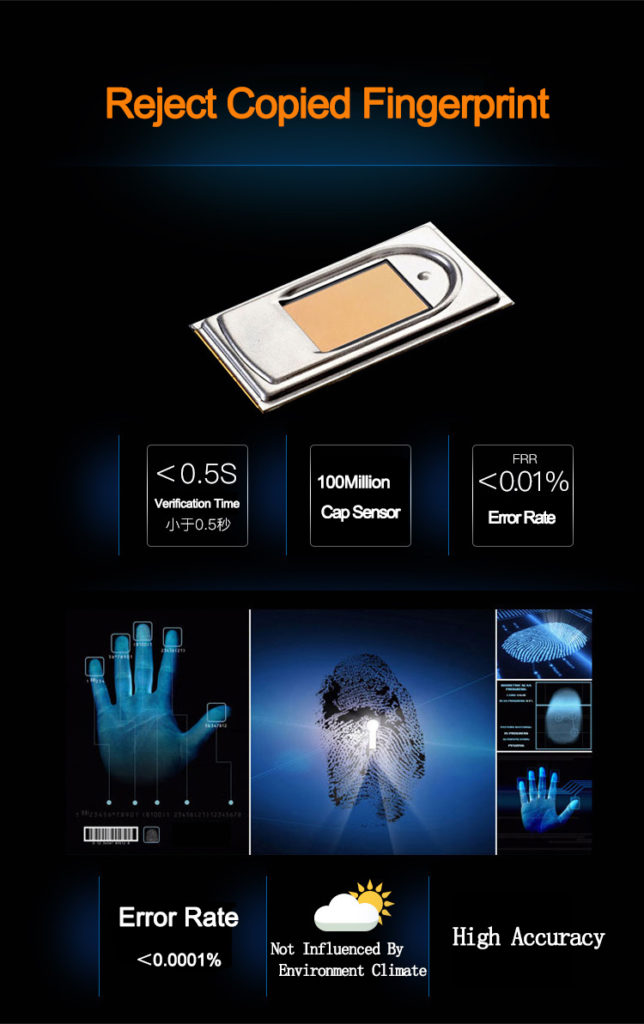 Reject Copied Fingerprint
<0.5S
Verification Time
小于0.5秒
100Million
Cap Sensor
FRR
<0.01%
Error Rate
Error Rate
<0.0001%
Not Influenced By
Environment Climate
High Accuracy